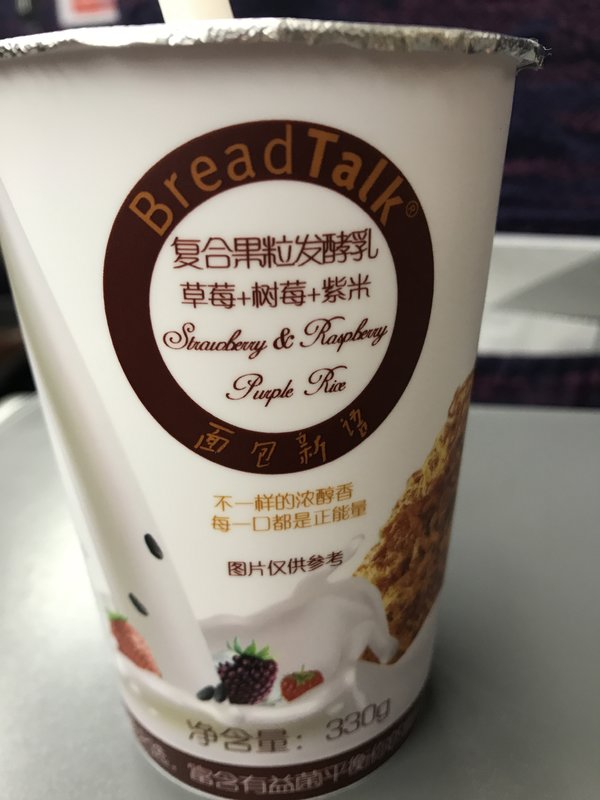 BreadTalk®
复合果粒发酵乳
草莓+树莓+紫米
Strawberry & Raspberry
Purple Rice
面包新语
不一样的浓醇香
每一口都是正能量
图片仅供参考
净含量：330g
富含有益菌平衡